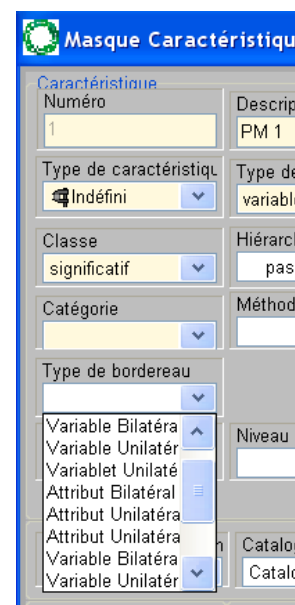 Masque Caractéristiqu
Caractéristique
Numéro
Descrip
1
PM 1
Type de caractéristiqu
Type de
Indéfini
variable
Classe
Hiérarch
significatif
pas
Catégorie
Méthod
Type de bordereau
Variable Bilatéra
Variable Unilatér
Niveau
Variablet Unilaté
Attribut Bilatéral
Attribut Unilatéra
Attribut Unilatéra
Catalog
Variable Bilatéra
Variable Unilatér
Catalo